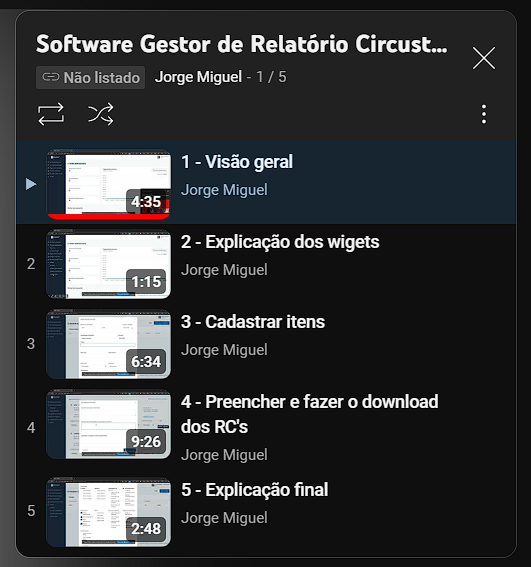 Software Gestor de Relatório Circust...
Não listado Jorge Miguel - 1 / 5
1 - Visão geral
Jorge Miguel
4:35
2
2 - Explicação dos wigets
Jorge Miguel
1:15
3
3 - Cadastrar itens
Jorge Miguel
6:34
4
4 - Preencher e fazer o download
dos RC's
Jorge Miguel
9:26
5
5 - Explicação final
Jorge Miguel
2:48